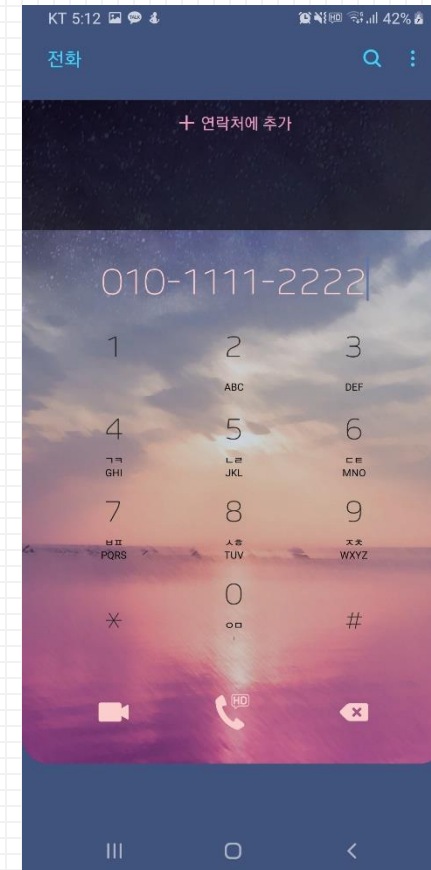 KT 5:12 42%
전화
+ 연락처에 추가
010-1111-2222
1 2 3
ABC DEF
4 5 6
ㄱㅋ ㄴㄹ ㄷㅌ
GHI JKL MNO
7 8 9
ㅂㅍ ㅅㅎ ㅈㅊ
PQRS TUV WXYZ
* 0 #
ㅇㅁ
HD